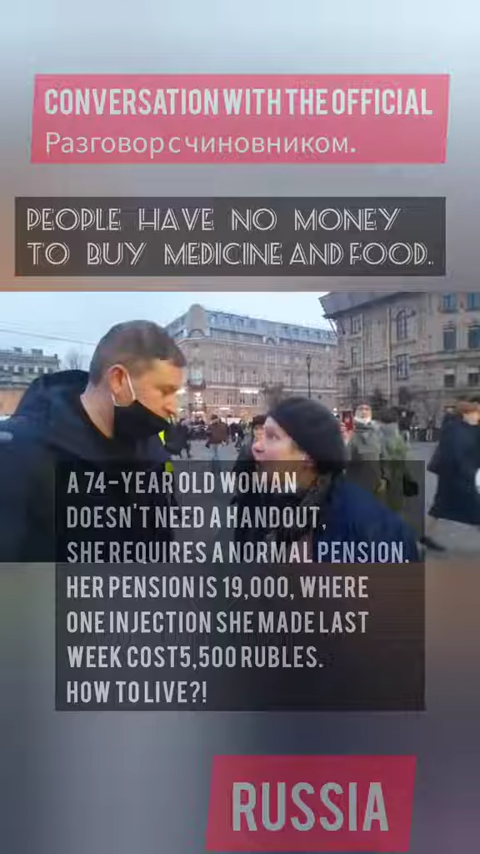 CONVERSATION WITH THE OFFICIAL
Разговор с чиновником.
PEOPLE HAVE NO MONEY
TO BUY MEDICINE AND FOOD.
A 74-YEAR OLD WOMAN
DOESN'T NEED A HANDOUT,
SHE REQUIRES A NORMAL PENSION.
HER PENSION IS 19,000, WHERE
ONE INJECTION SHE MADE LAST
WEEK COST 5,500 RUBLES.
HOW TO LIVE?!
RUSSIA